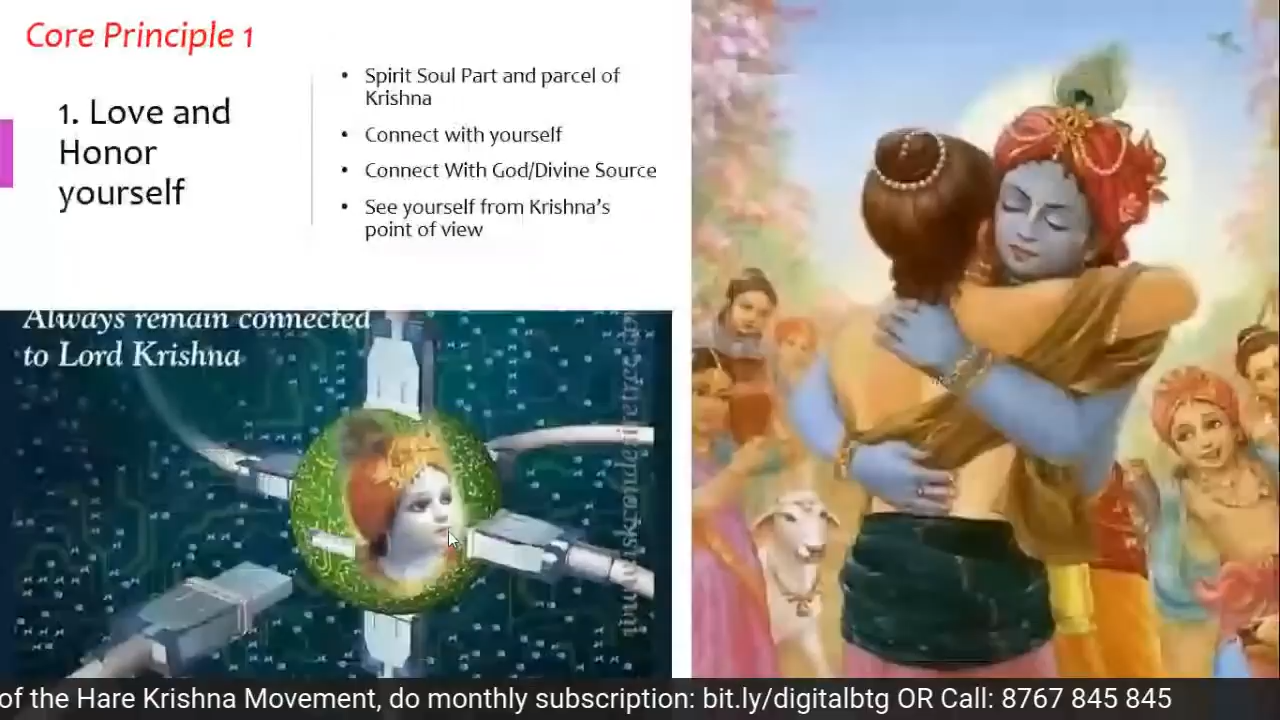 Core Principle 1
1. Love and
Honor
yourself
• Spirit Soul Part and parcel of
Krishna
• Connect with yourself
• Connect With God/Divine Source
• See yourself from Krishna's
point of view
Always remain connected
to Lord Krishna
of the Hare Krishna Movement, do monthly subscription: bit.ly/digitalbtg OR Call: 8767 845 845